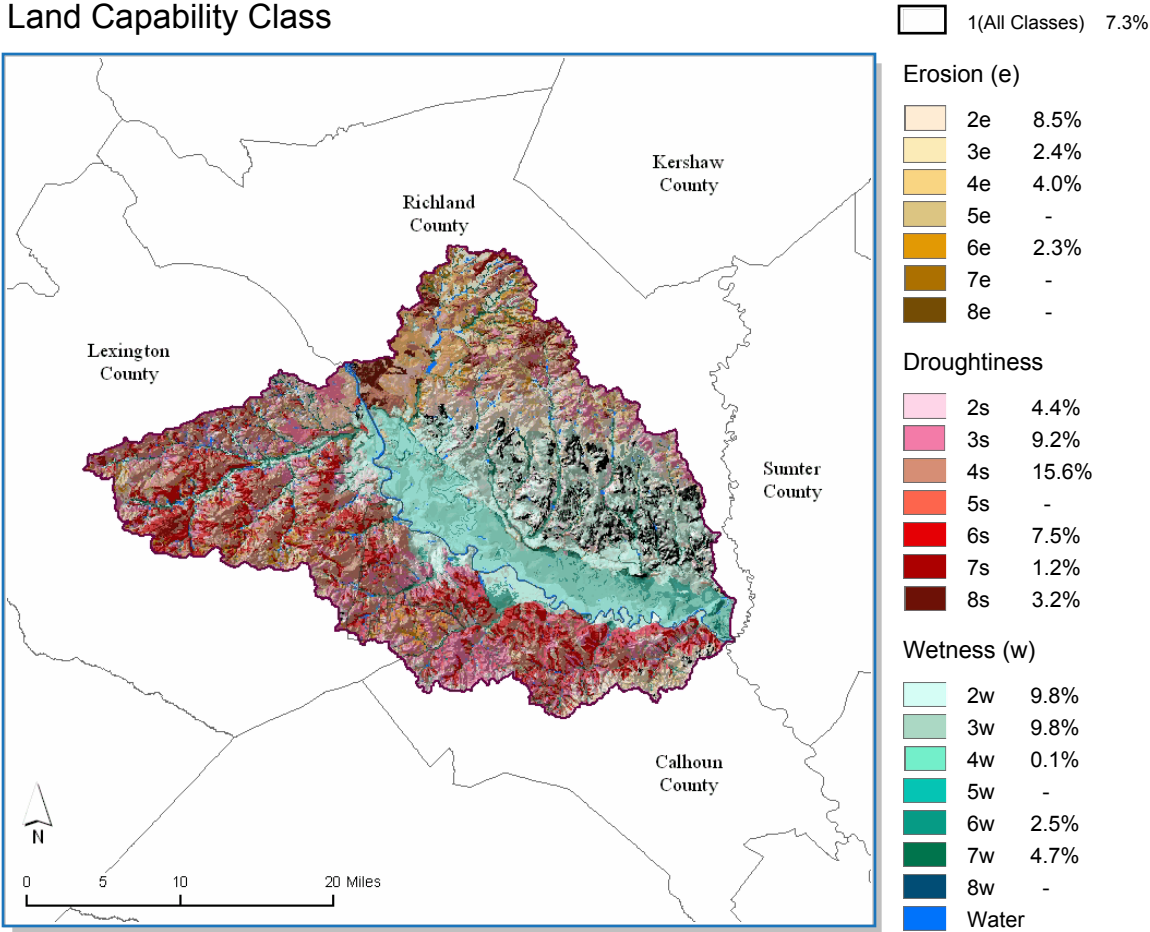 Land Capability Class
1(All Classes) 7.3%
Erosion (e)
2e 8.5%
3e 2.4%
4e 4.0%
5e -
6e 2.3%
7e -
8e -
Droughtiness
2s 4.4%
3s 9.2%
4s 15.6%
5s -
6s 7.5%
7s 1.2%
8s 3.2%
Wetness (w)
2w 9.8%
3w 9.8%
4w 0.1%
5w -
6w 2.5%
7w 4.7%
8w -
Water
Kershaw
County
Richland
County
Lexington
County
Sumter
County
Calhoun
County
N
0 5 10 20 Miles